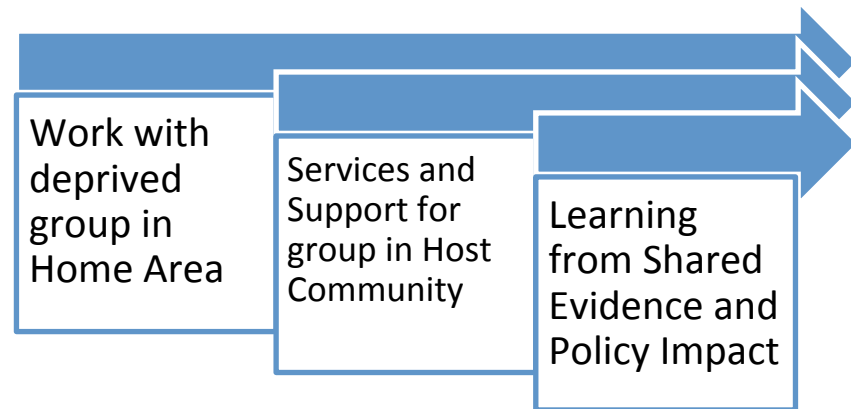 Work with
deprived
group in
Home Area
Services and
Support for
group in Host
Community
Learning
from Shared
Evidence and
Policy Impact